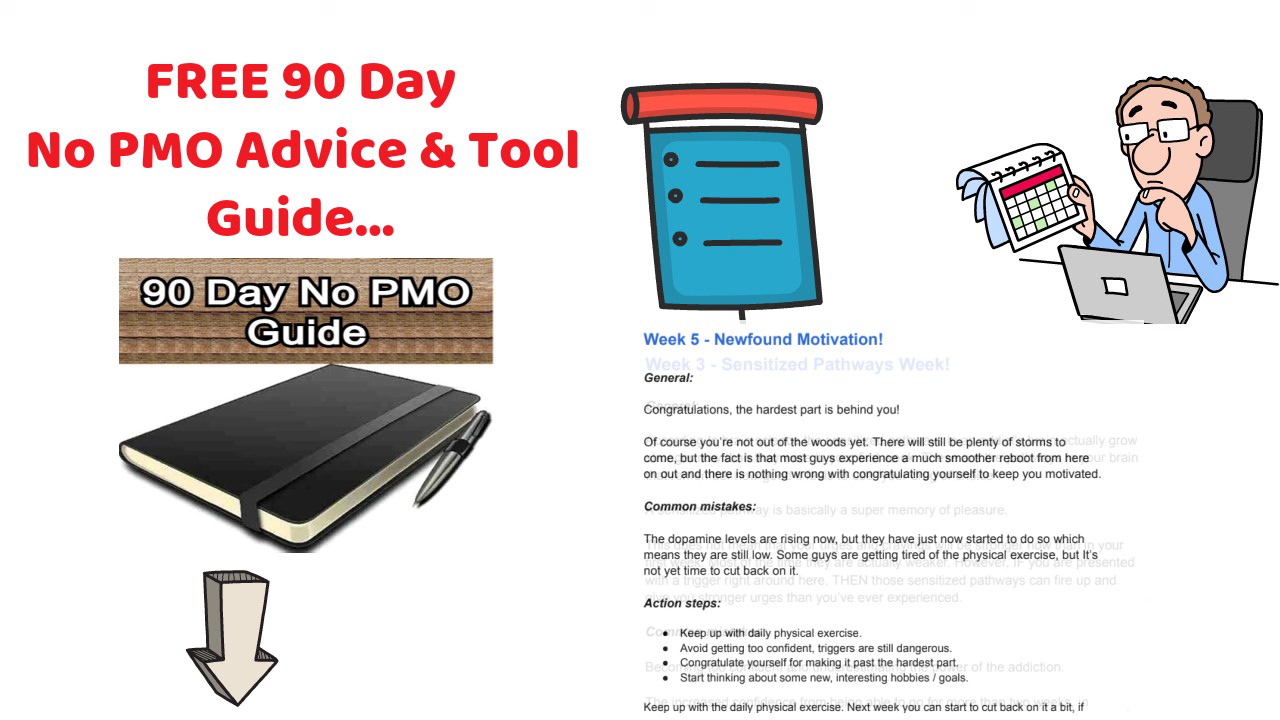 FREE 90 Day
No PMO Advice & Tool
Guide...
90 Day No PMO
Guide
Week 5 - Newfound Motivation!
Week 3 - Sensitized Pathways Week!
General:
Congratulations, the hardest part is behind you!
Of course you're not out of the woods yet. There will still be plenty of storms to
come, but the fact is that most guys experience a much smoother reboot from here
on out and there is nothing wrong with congratulating yourself to keep you motivated.
Common mistakes:
The dopamine levels are rising now, but they have just now started to do so which
means they are still low. Some guys are getting tired of the physical exercise, but It's
not yet time to cut back on it.
Action steps:
● Keep up with daily physical exercise.
● Avoid getting too confident, triggers are still dangerous.
● Congratulate yourself for making it past the hardest part.
● Start thinking about some new, interesting hobbies / goals.
Keep up with the daily physical exercise. Next week you can start to cut back on it a bit, if